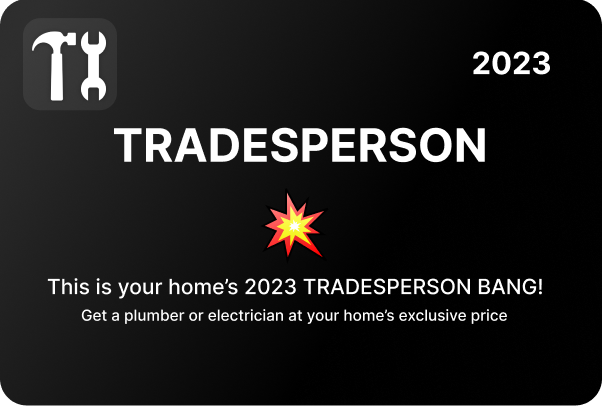 2023
TRADESPERSON
This is your home’s 2023 TRADESPERSON BANG!
Get a plumber or electrician at your home’s exclusive price